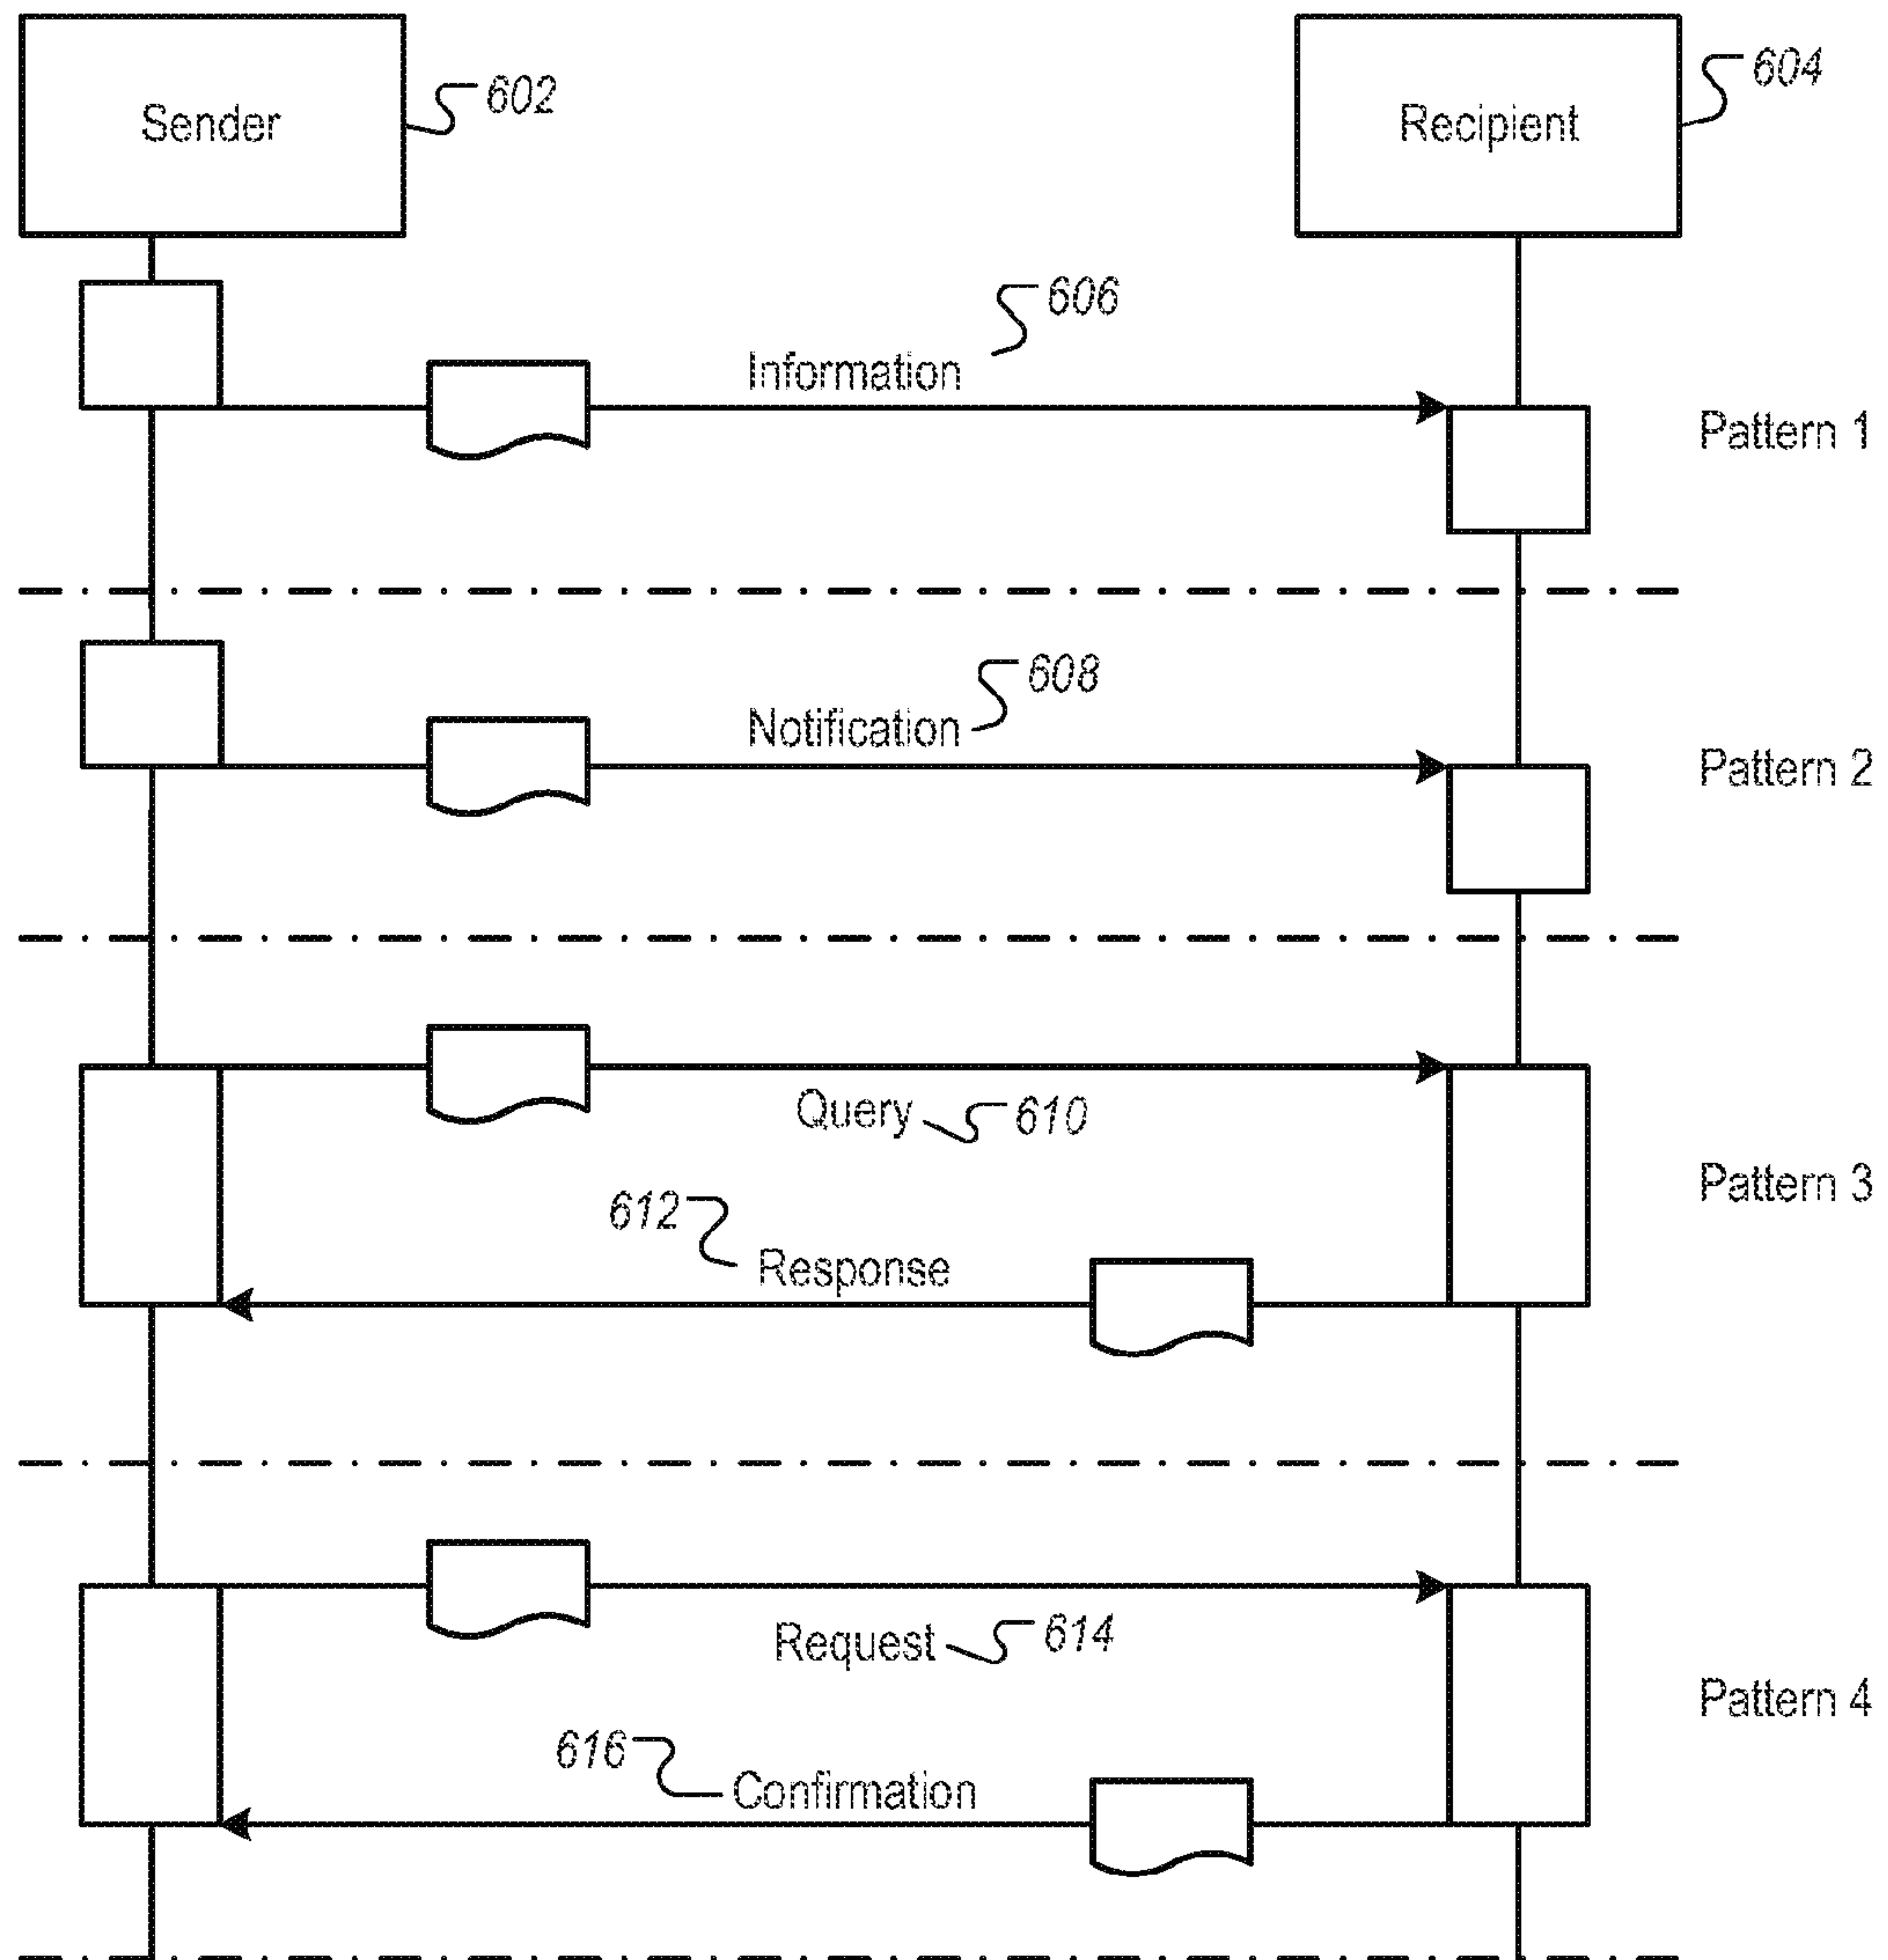 Sender
602
Recipient
604
606
Information
Pattern 1
608
Notification
Pattern 2
Query
610
Pattern 3
612
Response
Request
614
Pattern 4
616
Confirmation